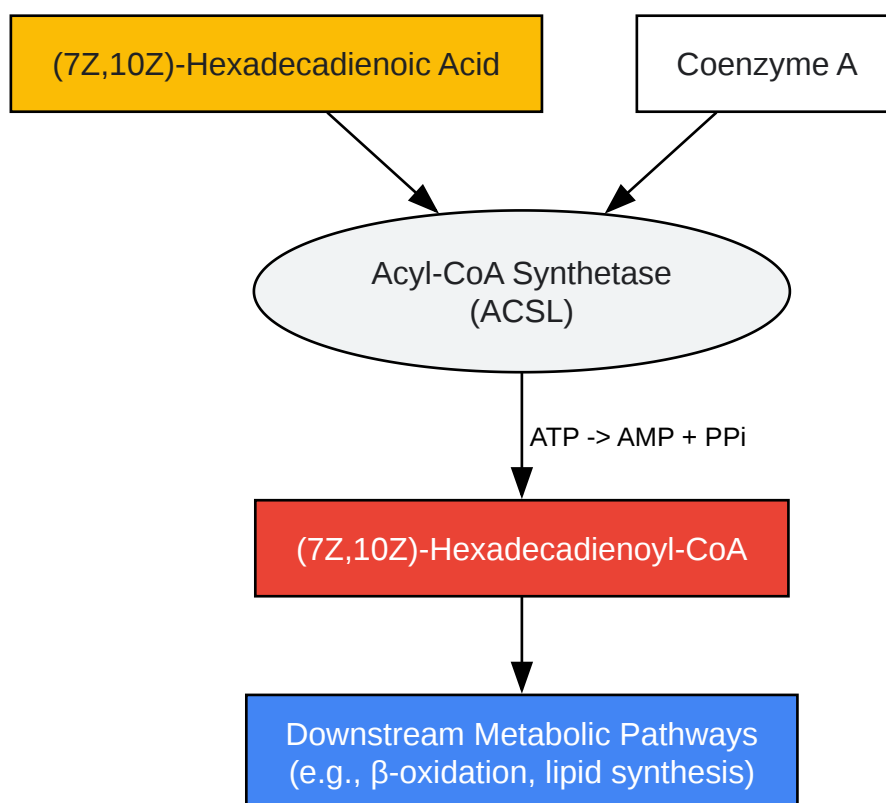 (7Z,10Z)-Hexadecadienoic Acid
Coenzyme A
Acyl-CoA Synthetase
(ACSL)
ATP -> AMP + PPi
(7Z,10Z)-Hexadecadienoyl-CoA
Downstream Metabolic Pathways
(e.g., β-oxidation, lipid synthesis)